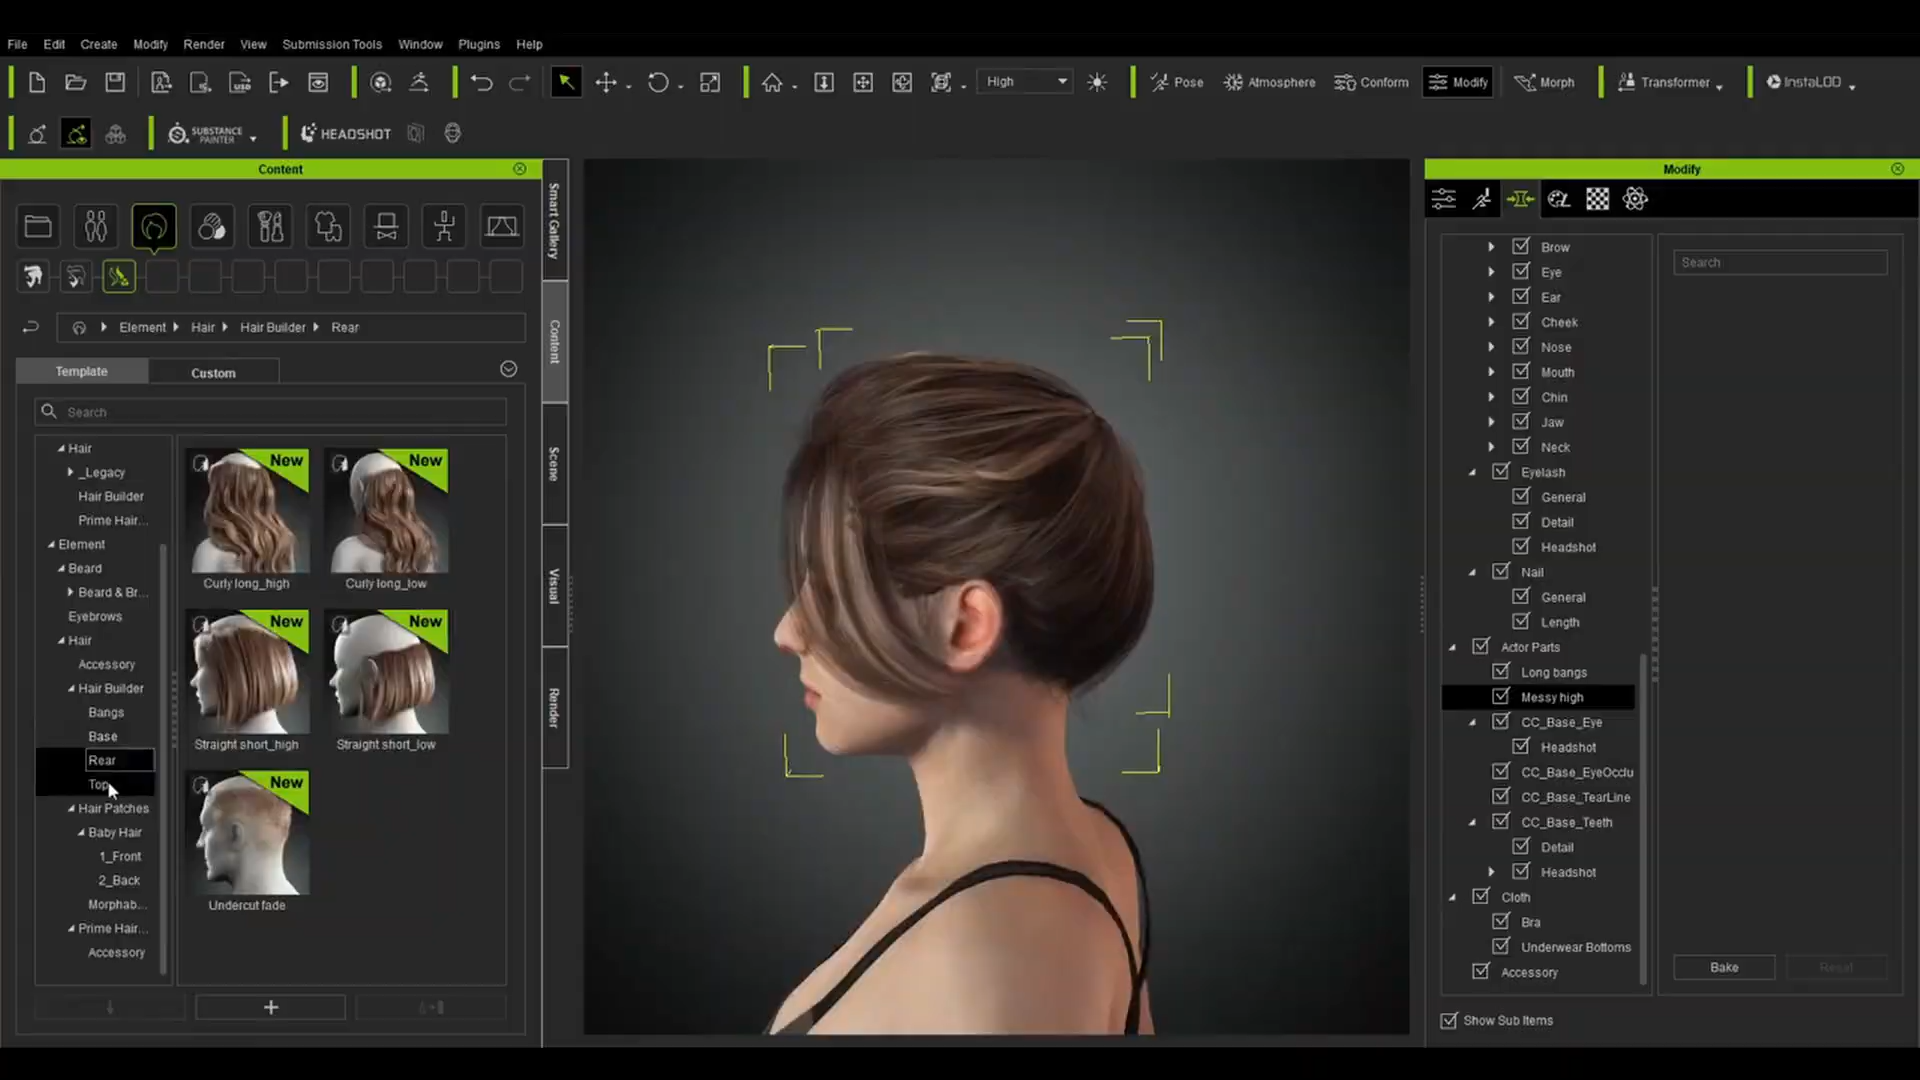 File Edit Create Modify Render View Submission Tools Window Plugins Help
High Pose Atmosphere Conform Modify Morph Transformer InstaLOD
SUBSTANCE PAINTER HEADSHOT
Content
Element Hair Hair Builder Rear
Template Custom
Search
Hair
_Legacy
Hair Builder
Prime Hair...
Element
Beard
Beard & Br...
Eyebrows
Hair
Accessory
Hair Builder
Bangs
Base
Rear
Top
Hair Patches
Baby Hair
1_Front
2_Back
Morphab...
Prime Hair...
Accessory
New New
Curly long_high Curly long_low
New New
Straight short_high Straight short_low
New
Undercut fade
Smart Gallery
Content
Scene
Visual
Render
Modify
Brow
Eye
Ear
Cheek
Nose
Mouth
Chin
Jaw
Neck
Eyelash
General
Detail
Headshot
Nail
General
Length
Actor Parts
Long bangs
Messy high
CC_Base_Eye
Headshot
CC_Base_EyeOcclu
CC_Base_TearLine
CC_Base_Teeth
Detail
Headshot
Cloth
Bra
Underwear Bottoms
Accessory
Search
Bake Reset
Show Sub Items